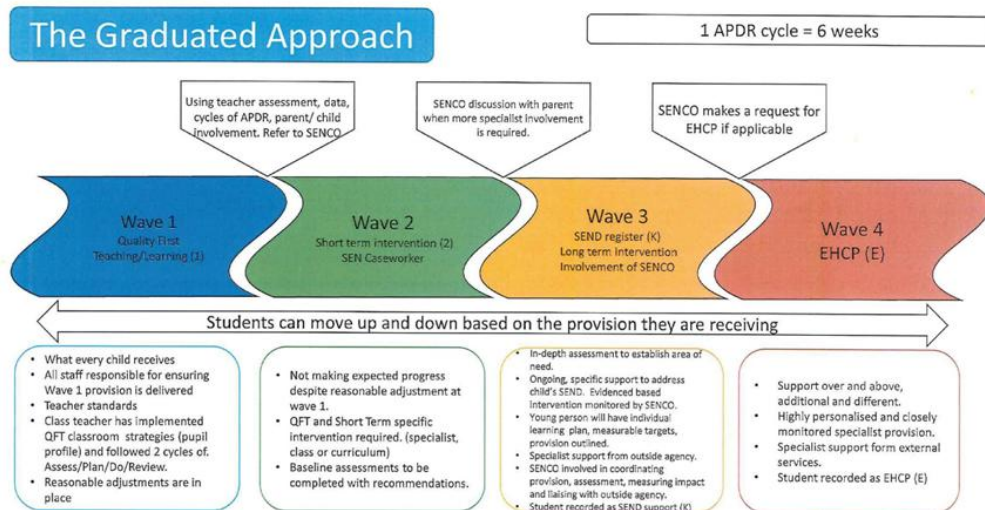 The Graduated Approach
1 APDR cycle = 6 weeks
Using teacher assessment, data,
cycles of APDR, parent/ child
involvement. Refer to SENCO
SENCO discussion with parent
when more specialist involvement
is required.
SENCO makes a request for
EHCP if applicable
Wave 1
Quality First
Teaching/Learning (1)
Wave 2
Short term intervention (2)
SEN Caseworker
Wave 3
SEND register (K)
Long term intervention
Involvement of SENCO
Wave 4
EHCP (E)
Students can move up and down based on the provision they are receiving
• What every child receives
• All staff responsible for ensuring
Wave 1 provision is delivered
• Teacher standards
• Class teacher has implemented
QFT classroom strategies (pupil
profile) and followed 2 cycles of.
Assess/Plan/Do/Review.
• Reasonable adjustments are in
place
• Not making expected progress
despite reasonable adjustment at
wave 1.
• QFT and Short Term specific
intervention required. (specialist,
class or curriculum)
• Baseline assessments to be
completed with recommendations.
• In-depth assessment to establish area of
need.
• Ongoing, specific support to address
child's SEND. Evidenced based
Intervention monitored by SENCO.
• Young person will have individual
learning plan, measurable targets,
provision outlined.
• Specialist support from outside agency.
• SENCO involved in coordinating
provision, assessment, measuring impact
and liaising with outside agency.
• Student recorded as SEND support (K)
• Support over and above,
additional and different.
• Highly personalised and closely
monitored specialist provision.
• Specialist support form external
services.
• Student recorded as EHCP (E)